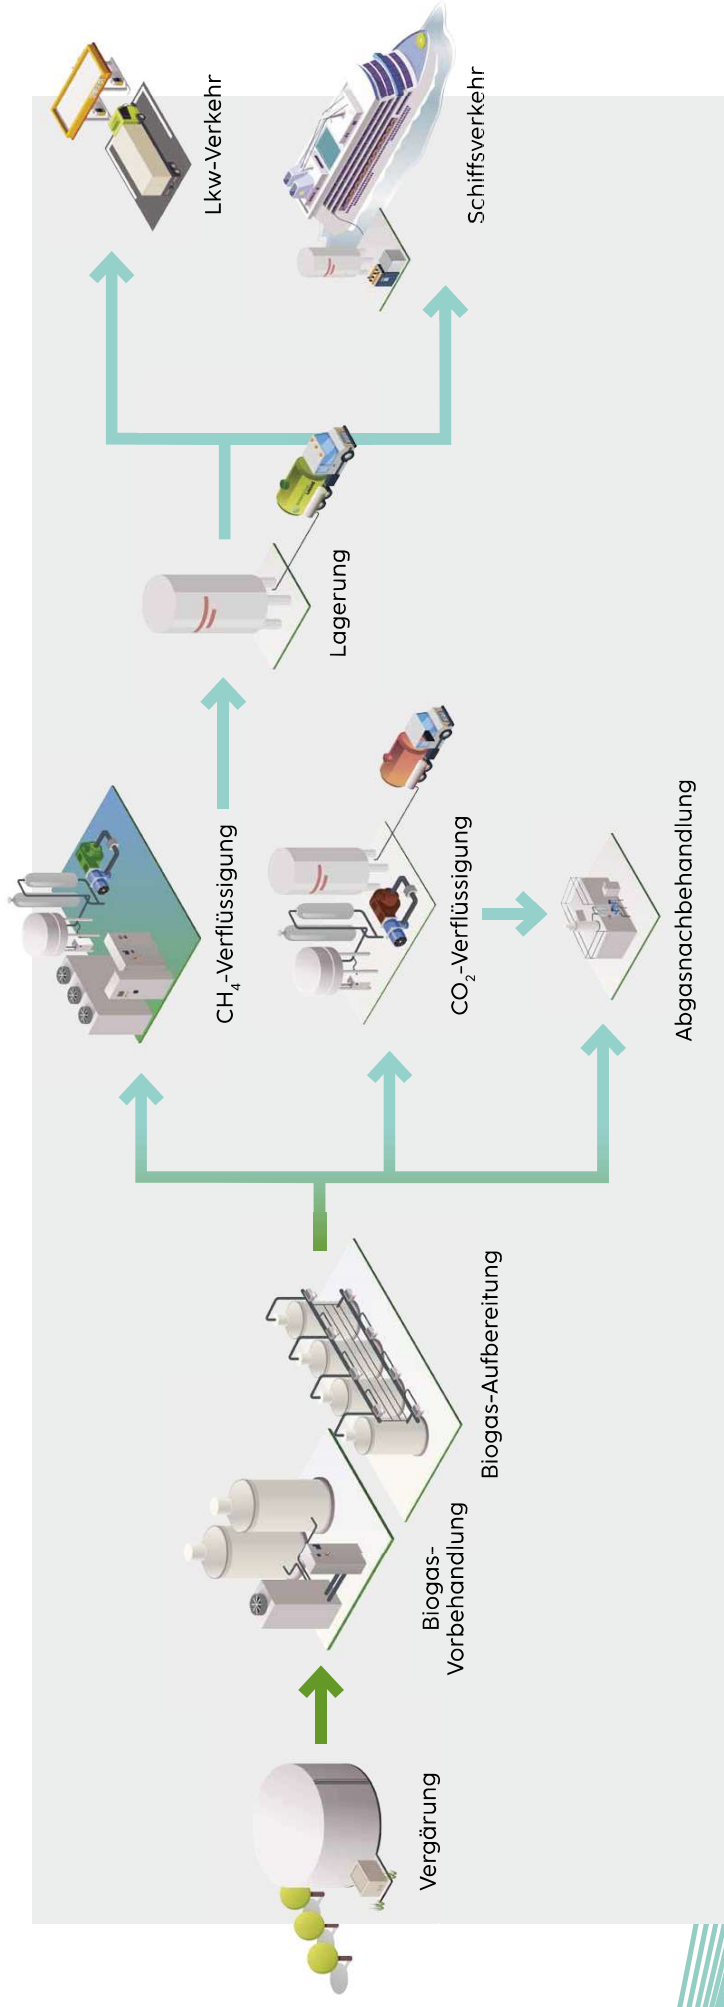 Vergärung
Biogas-
Vorbehandlung
Biogas-Aufbereitung
CH₄-Verflüssigung
CO₂-Verflüssigung
Abgasnachbehandlung
Lagerung
Lkw-Verkehr
Schiffsverkehr